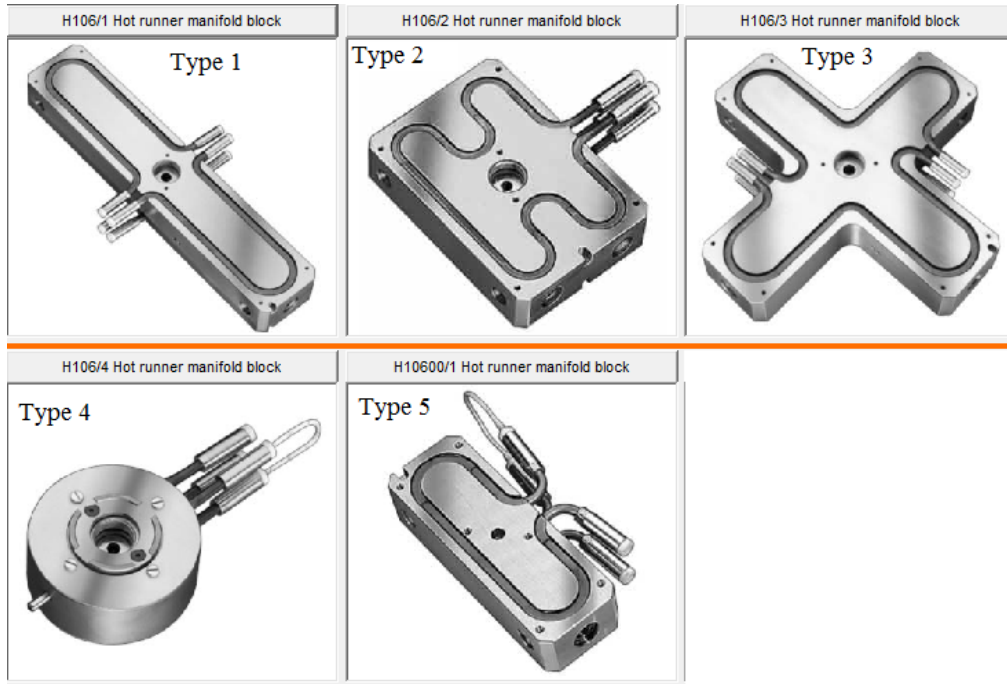 H106/1 Hot runner manifold block
H106/2 Hot runner manifold block
H106/3 Hot runner manifold block
Type 1
Type 2
Type 3
H106/4 Hot runner manifold block
H10600/1 Hot runner manifold block
Type 4
Type 5